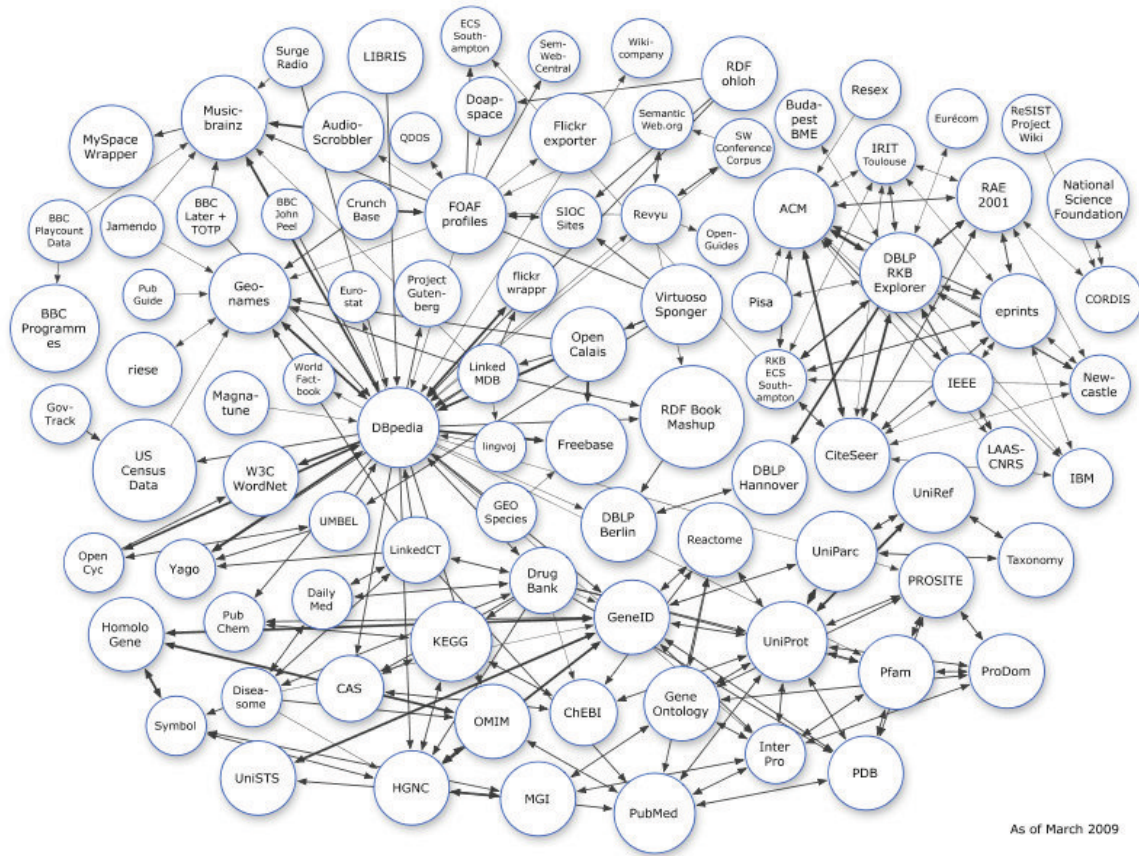 Surge
Radio
LIBRIS
ECS
South-
ampton
Sem-
Web-
Central
Wiki-
company
RDF
ohloh
Music-
brainz
Audio-
Scrobbler
MySpace
Wrapper
QDOS
Doap-
space
Flickr
exporter
Semantic
Web.org
SW
Conference
Corpus
Buda-
pest
BME
Resex
IRIT
Toulouse
Eurécom
ReSIST
Project
Wiki
RAE
2001
National
Science
Foundation
ACM
BBC
Playcount
Data
Jamendo
BBC
Later +
TOTP
BBC
John
Peel
Crunch
Base
FOAF
profiles
SIOC
Sites
Revyu
Open-
Guides
DBLP
RKB
Explorer
Pub
Guide
Geo-
names
Euro-
stat
Project
Guten-
berg
flickr
wrappr
Virtuoso
Sponger
Pisa
eprints
CORDIS
BBC
Programm
es
riese
World
Fact-
book
Linked
MDB
Open
Calais
RKB
ECS
South-
ampton
IEEE
New-
castle
Gov-
Track
Magna-
tune
DBpedia
lingvoj
Freebase
RDF Book
Mashup
US
Census
Data
W3C
WordNet
CiteSeer
LAAS-
CNRS
IBM
DBLP
Hannover
UniRef
GEO
Species
DBLP
Berlin
UMBEL
Reactome
UniParc
Taxonomy
Open
Cyc
Yago
LinkedCT
Drug
Bank
PROSITE
Daily
Med
Homolo
Gene
Pub
Chem
KEGG
GeneID
UniProt
Pfam
ProDom
Disea-
some
CAS
ChEBI
Gene
Ontology
Symbol
OMIM
Inter
Pro
UniSTS
HGNC
MGI
PubMed
PDB
As of March 2009